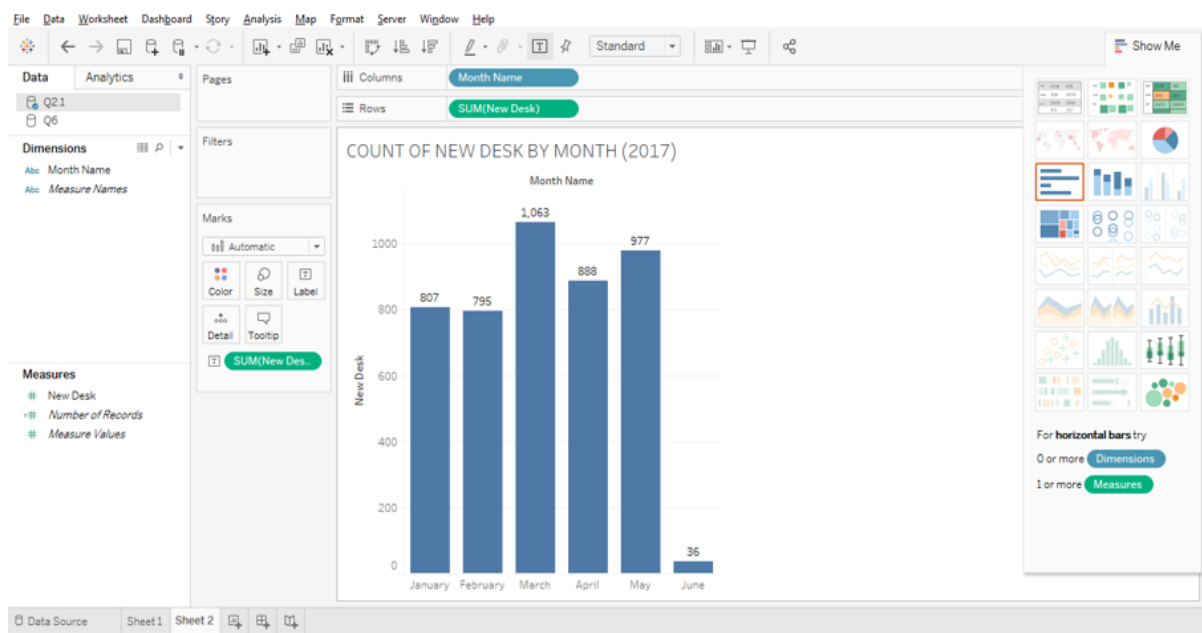 File Data Worksheet Dashboard Story Analysis Map Format Server Window Help
Standard
Show Me
Data Analytics
Q2.1
Q6
Dimensions
Abc Month Name
Abc Measure Names
Measures
# New Desk
# Number of Records
# Measure Values
Pages
Filters
Marks
Automatic
Color Size Label
Detail Tooltip
SUM(New Des..
Columns Month Name
Rows SUM(New Desk)
COUNT OF NEW DESK BY MONTH (2017)
Month Name
New Desk
1000
800
600
400
200
0
807
795
1,063
888
977
36
January February March April May June
For horizontal bars try
0 or more Dimensions
1 or more Measures
Data Source Sheet 1 Sheet 2